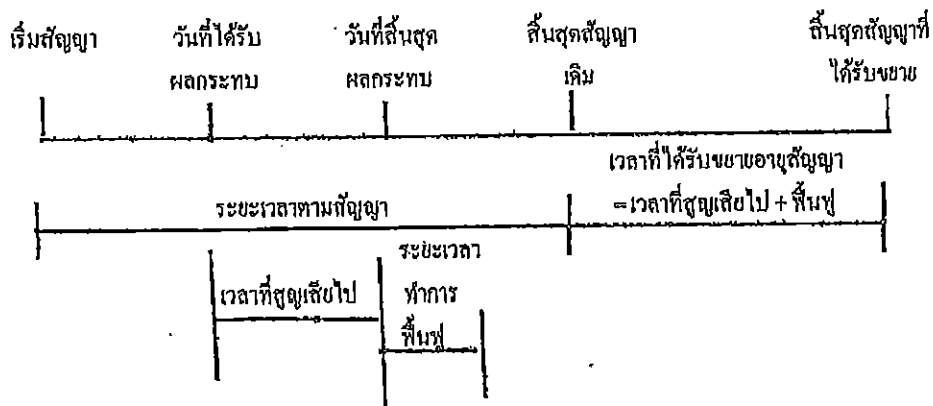 เริ่มสัญญา
วันที่ได้รับ
ผลกระทบ
วันที่สิ้นสุด
ผลกระทบ
สิ้นสุดสัญญา
เดิม
สิ้นสุดสัญญาที่
ได้รับขยาย
เวลาที่ได้รับขยายอายุสัญญา
=เวลาที่สูญเสียไป + ฟื้นฟู
ระยะเวลาตามสัญญา
เวลาที่สูญเสียไป
ระยะเวลา
ทำการ
ฟื้นฟู